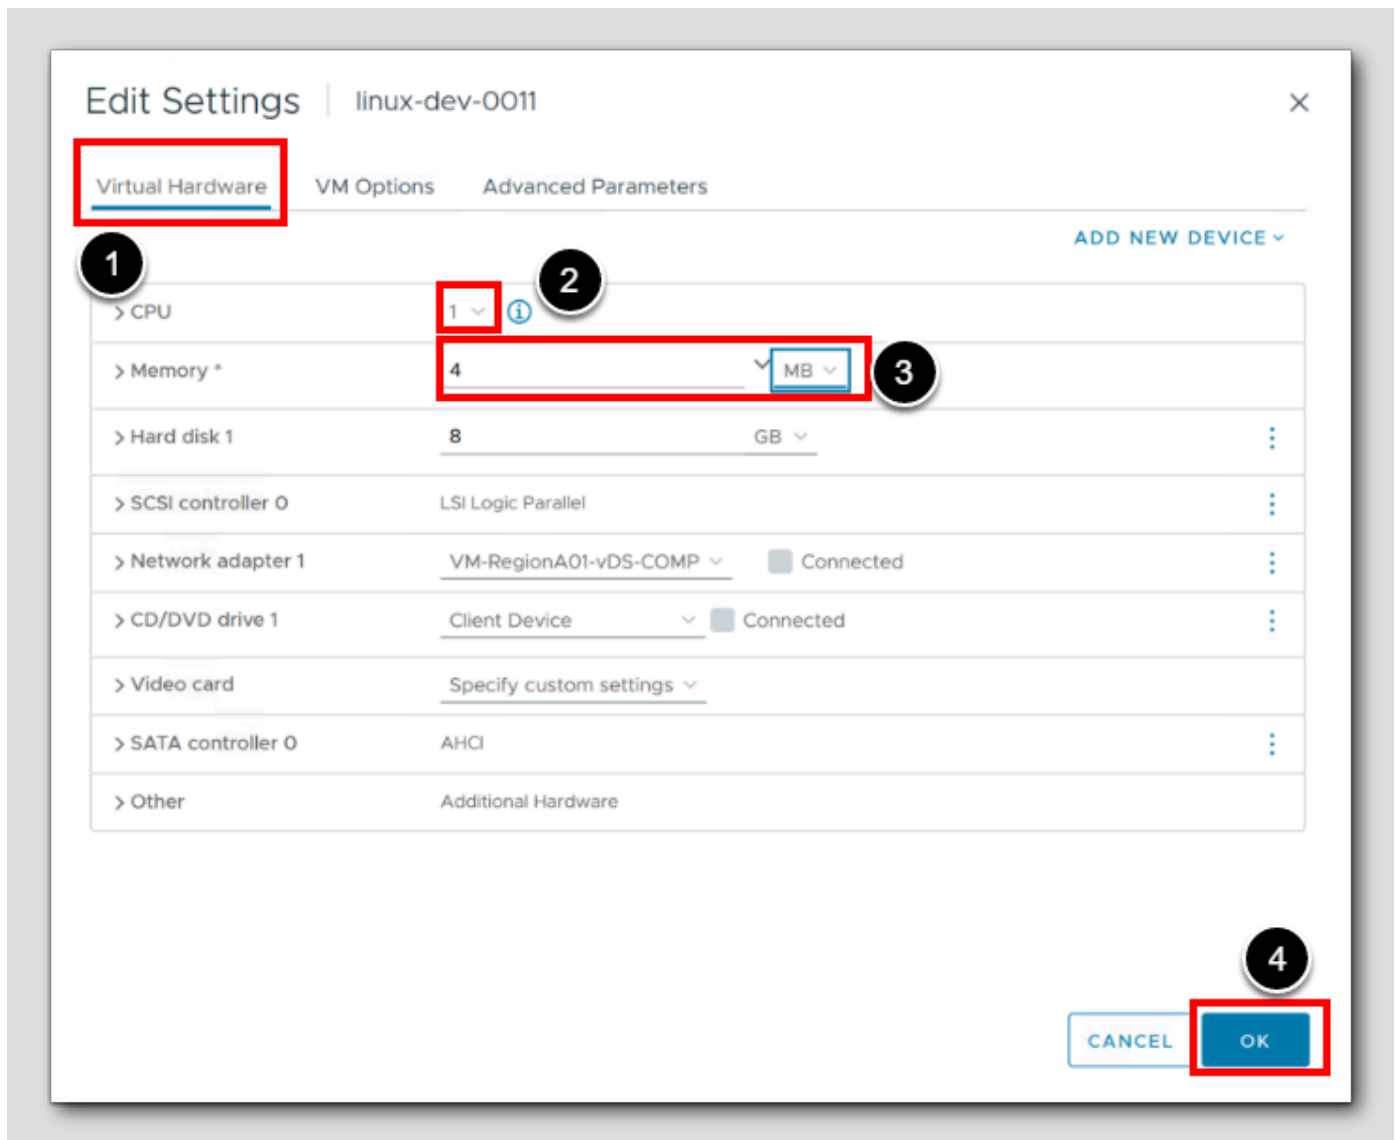 Edit Settings linux-dev-0011
Virtual Hardware VM Options Advanced Parameters
ADD NEW DEVICE
1
2
CPU 1
Memory * 4 MB
3
Hard disk 1 8 GB
SCSI controller 0 LSI Logic Parallel
Network adapter 1 VM-RegionA01-vDS-COMP Connected
CD/DVD drive 1 Client Device Connected
Video card Specify custom settings
SATA controller 0 AHCI
Other Additional Hardware
4
CANCEL OK